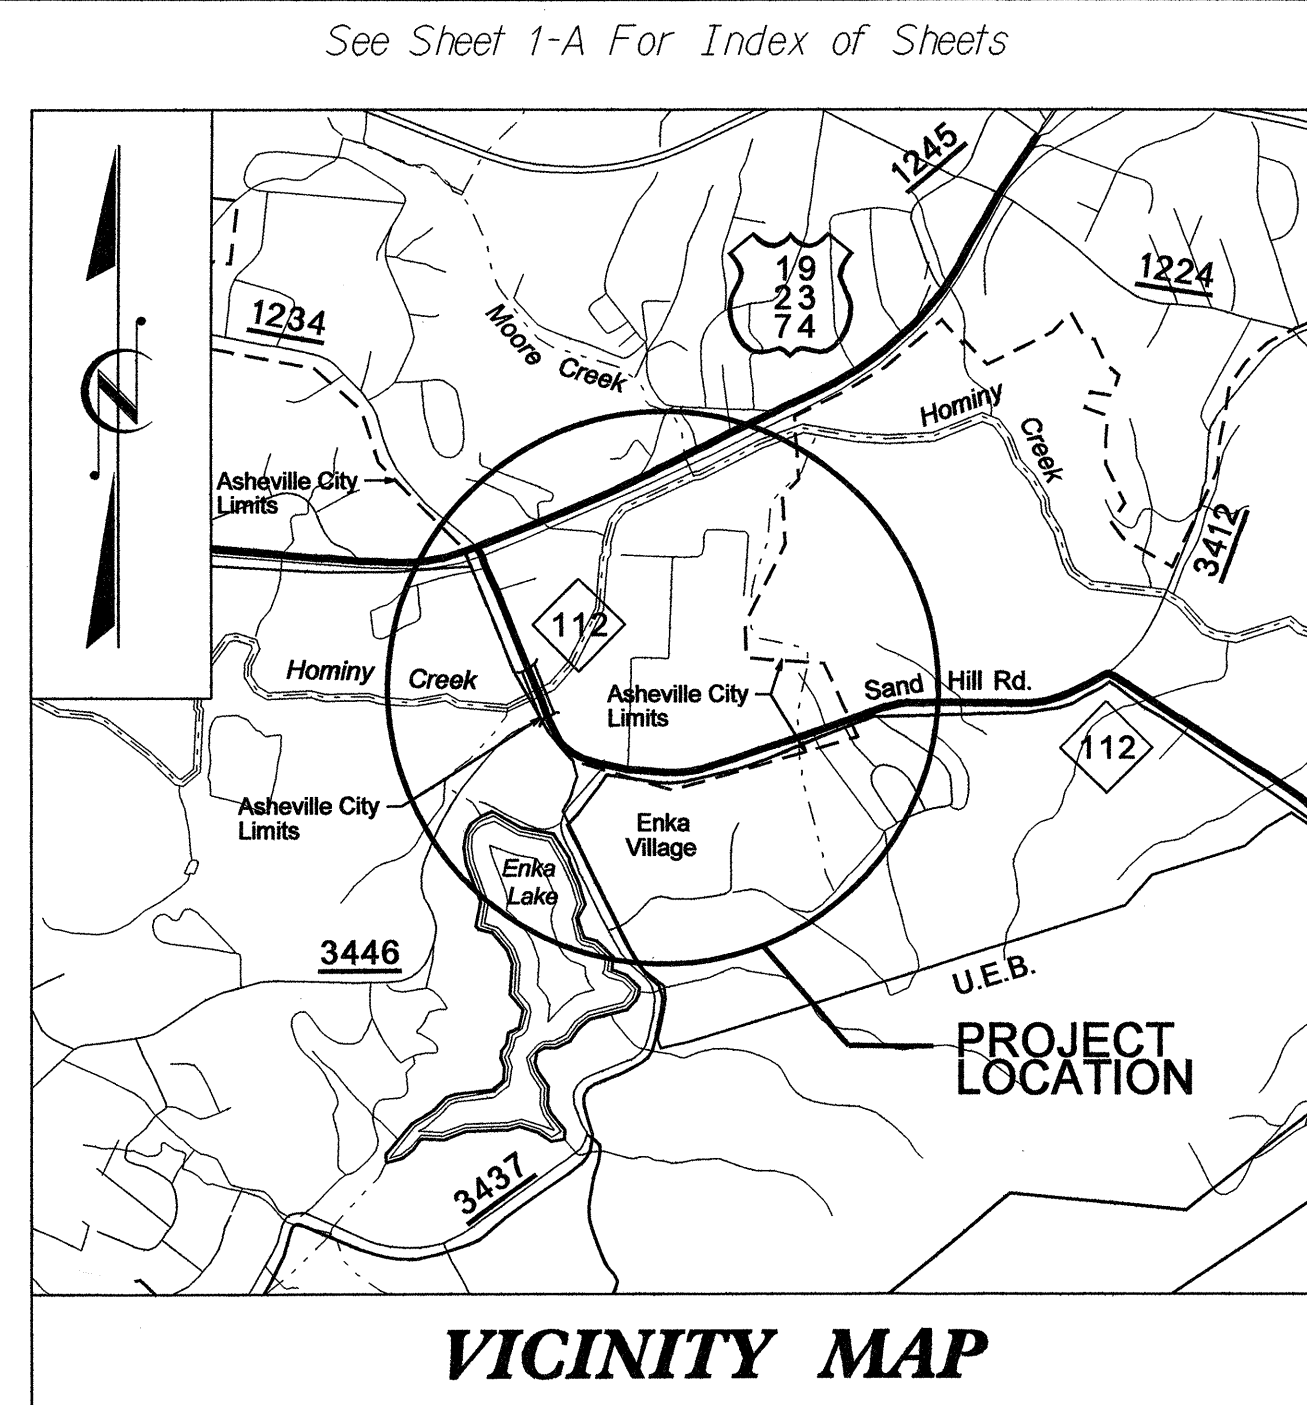 See Sheet 1-A For Index of Sheets
1245
19
23
74
1224
1234
Moore Creek
Hominy Creek
Asheville City
Limits
3412
112
Hominy Creek
Asheville City
Limits
Sand Hill Rd.
112
Asheville City
Limits
Enka
Village
Enka
Lake
3446
U.E.B.
PROJECT
LOCATION
3437
N
VICINITY MAP